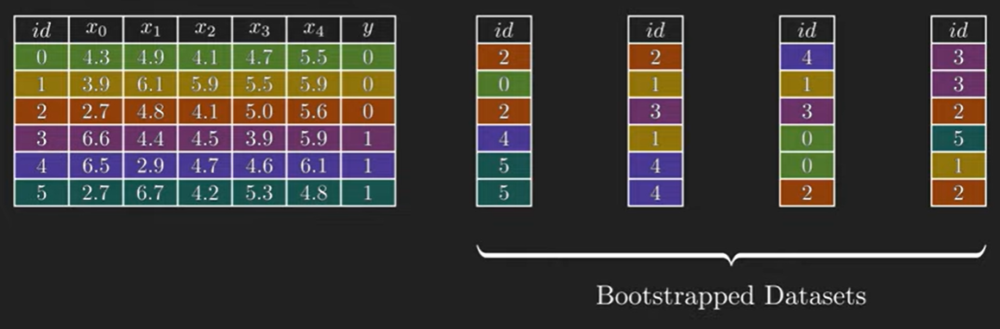 id x₀ x₁ x₂ x₃ x₄ y id id id id
0 4.3 4.9 4.1 4.7 5.5 0 2 2 4 3
1 3.9 6.1 5.9 5.5 5.9 0 0 1 1 3
2 2.7 4.8 4.1 5.0 5.6 0 2 3 3 2
3 6.6 4.4 4.5 3.9 5.9 1 4 1 0 5
4 6.5 2.9 4.7 4.6 6.1 1 5 4 0 1
5 2.7 6.7 4.2 5.3 4.8 1 5 4 2 2
Bootstrapped Datasets